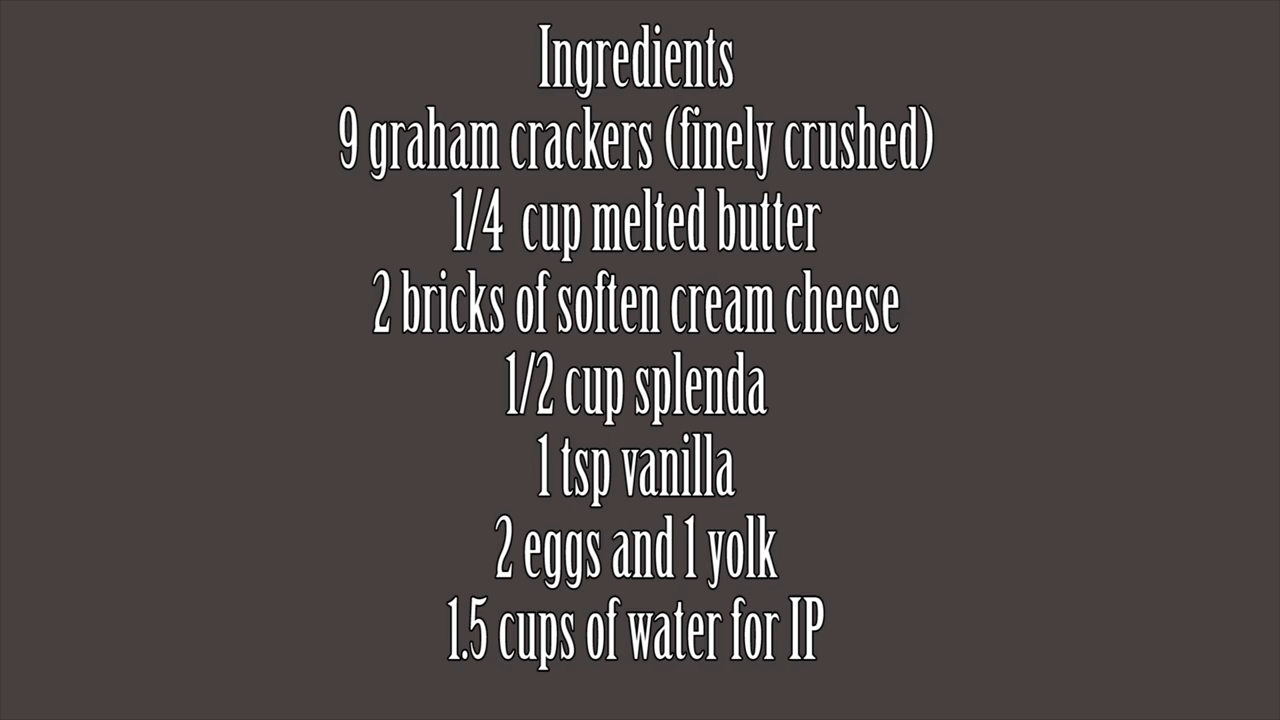 Ingredients
9 graham crackers (finely crushed)
1/4 cup melted butter
2 bricks of soften cream cheese
1/2 cup splenda
1 tsp vanilla
2 eggs and 1 yolk
1.5 cups of water for IP